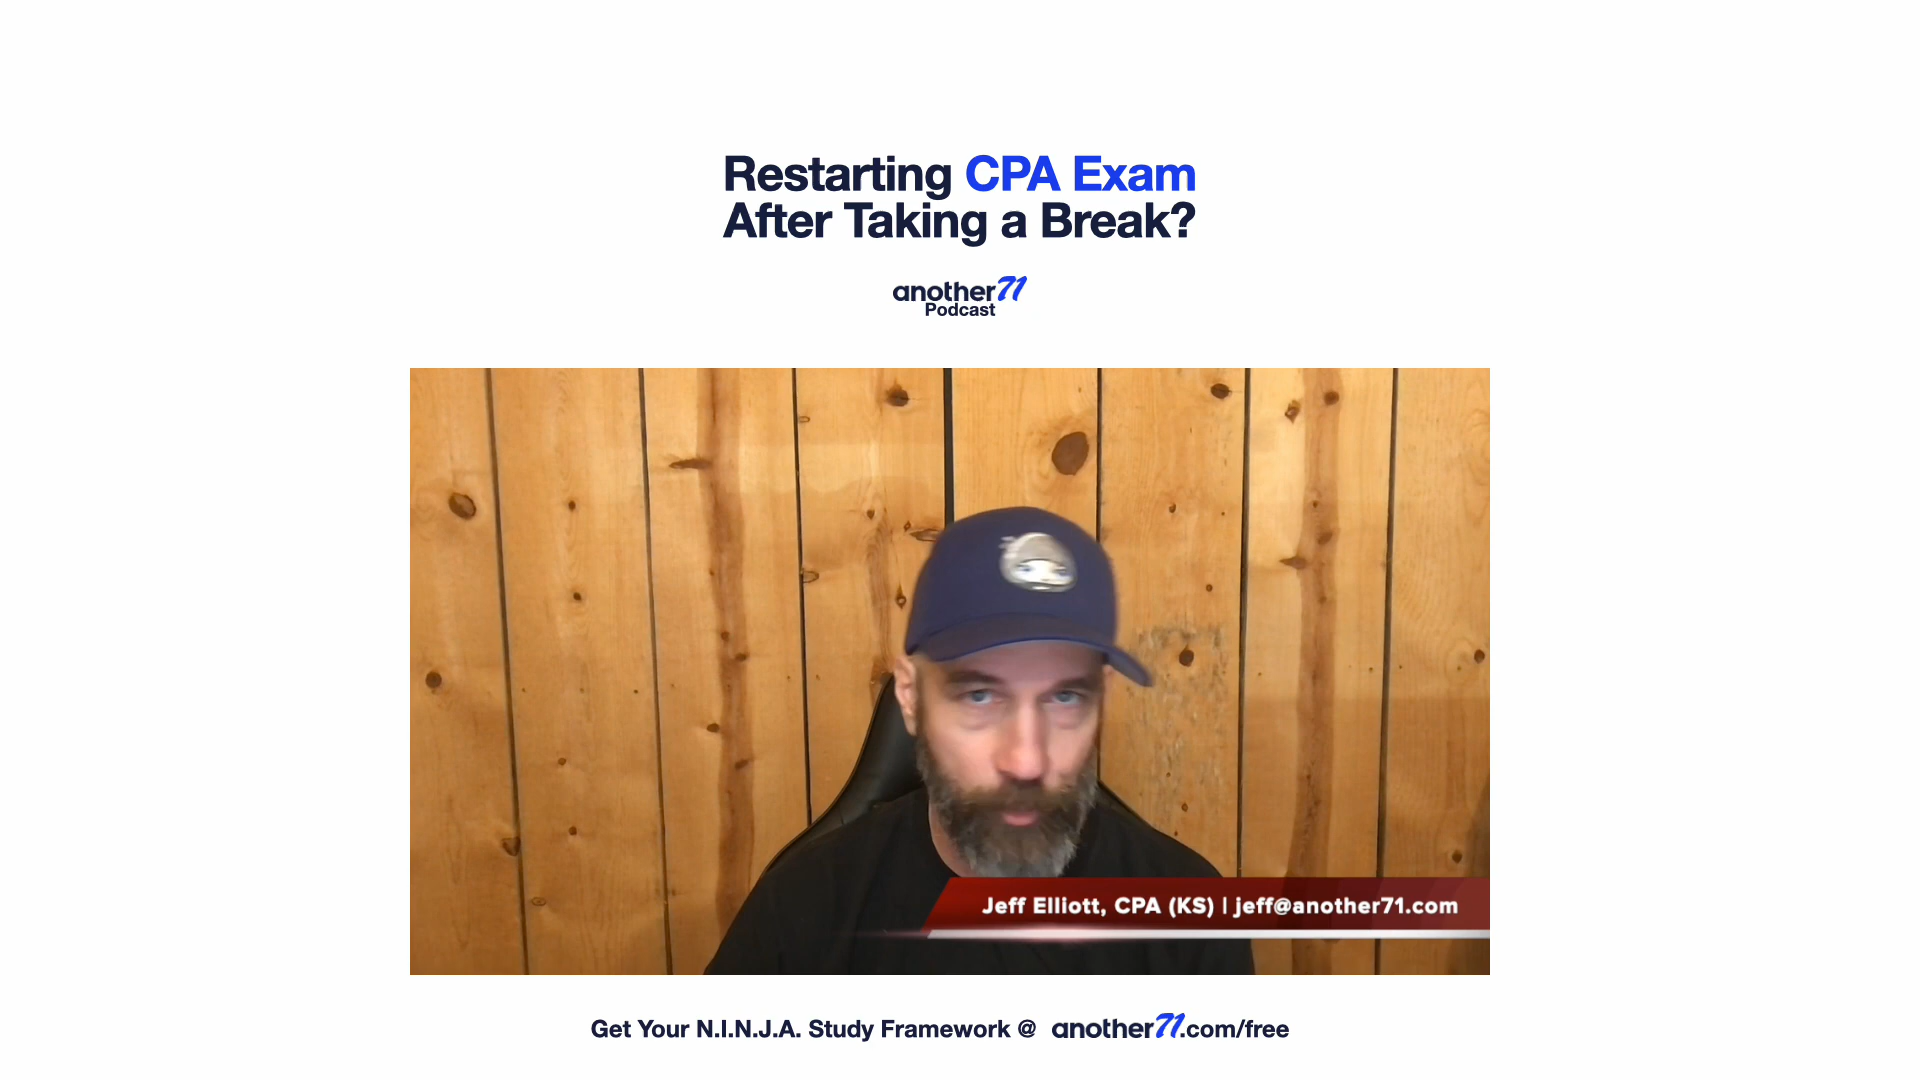 Restarting CPA Exam
After Taking a Break?
another71
Podcast
Jeff Elliott, CPA (KS) | jeff@another71.com
Get Your N.I.N.J.A. Study Framework @ another71.com/free